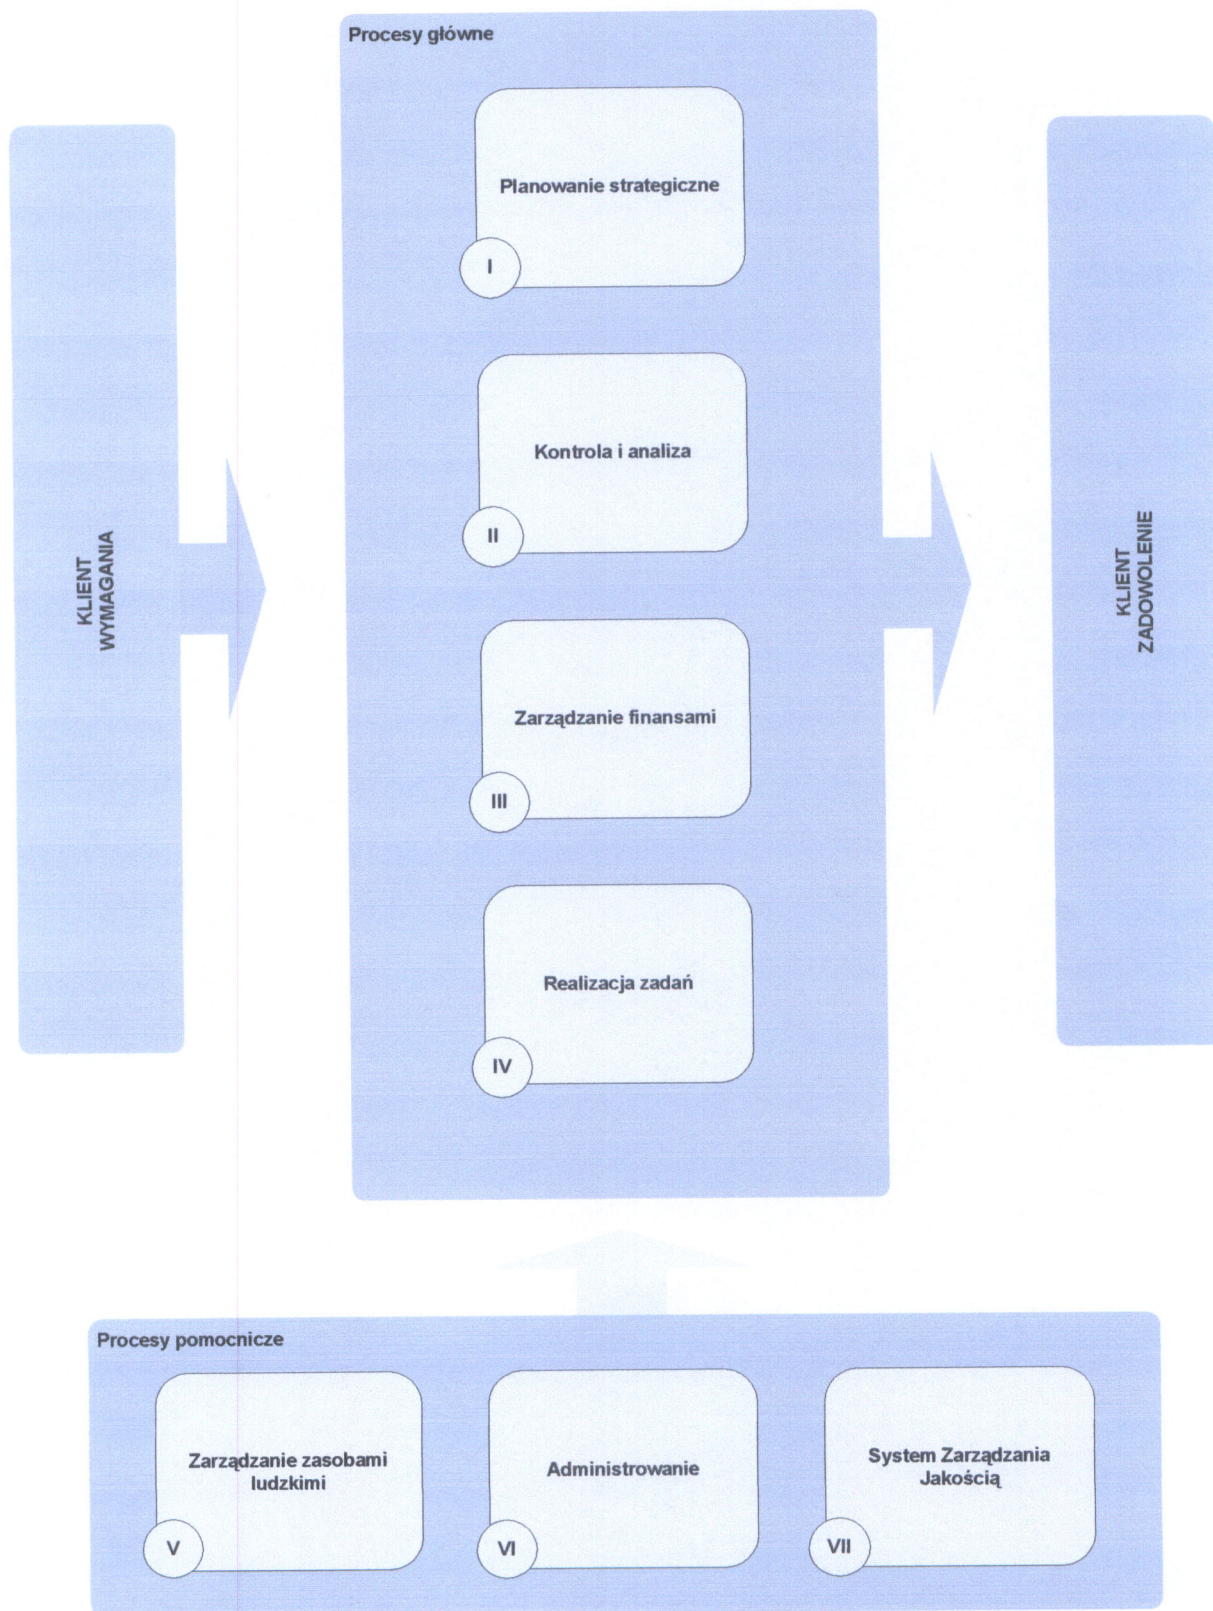 Procesy główne
Planowanie strategiczne
I
Kontrola i analiza
II
Zarządzanie finansami
III
Realizacja zadań
IV
KLIENT
WYMAGANIA
KLIENT
ZADOWOLENIE
Procesy pomocnicze
Zarządzanie zasobami
ludzkimi
V
Administrowanie
VI
System Zarządzania
Jakością
VII